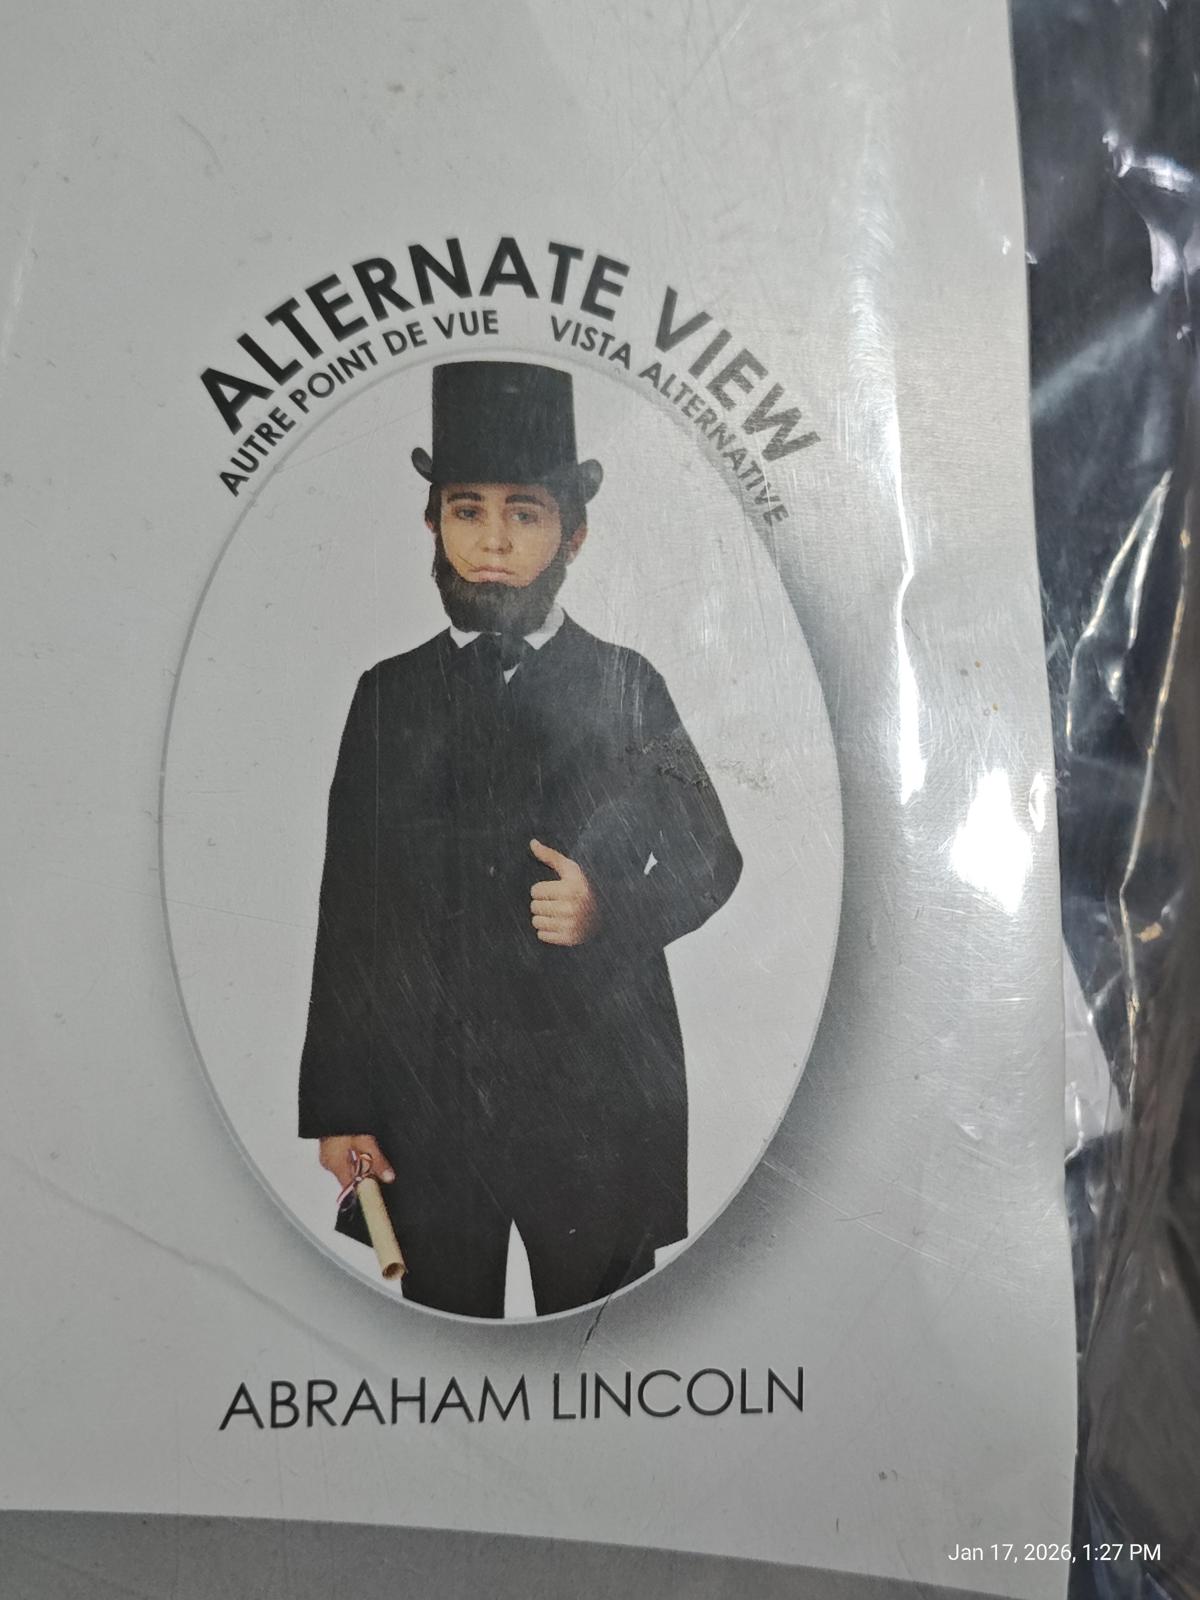 ALTERNATE VIEW
AUTRE POINT DE VUE VISTA ALTERNATIVE
ABRAHAM LINCOLN
Jan 17, 2026, 1:27 PM